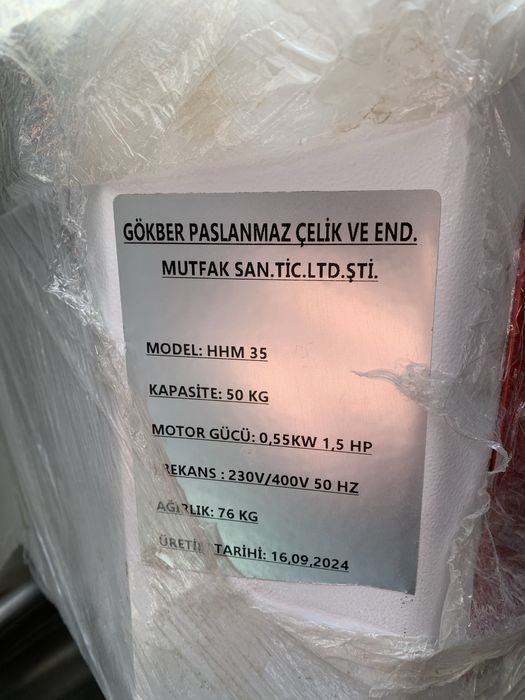 GÖKBER PASLANMAZ ÇELİK VE END.
MUTFAK SAN.TİC.LTD.ŞTİ.
MODEL: HHM 35
KAPASİTE: 50 KG
MOTOR GÜCÜ: 0,55KW 1,5 HP
REKANS : 230V/400V 50 HZ
AĞIRLIK: 76 KG
ÜRETİM TARİHİ: 16,09,2024